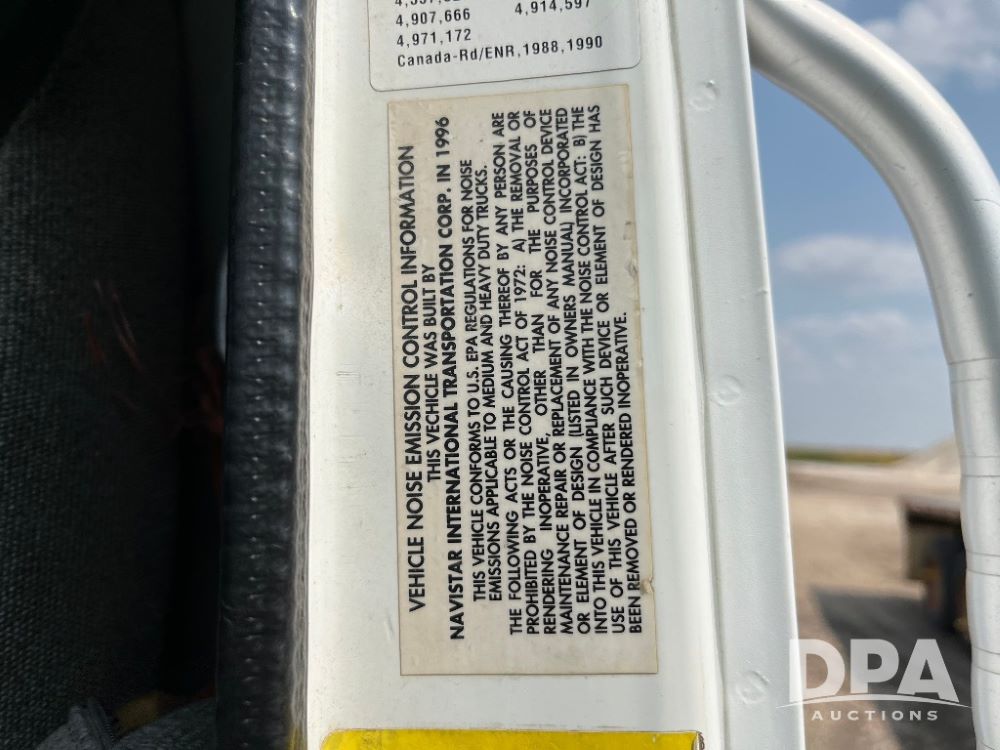 4,907,666 4,914,597
4,971,172
Canada-Rd/ENR,1988,1990
VEHICLE NOISE EMISSION CONTROL INFORMATION
THIS VECHICLE WAS BUILT BY
NAVISTAR INTERNATIONAL TRANSPORTATION CORP. IN 1996
THIS VEHICLE CONFORMS TO U.S. EPA REGULATIONS FOR NOISE
EMISSIONS APPLICABLE TO MEDIUM AND HEAVY DUTY TRUCKS.
THE FOLLOWING ACTS OR THE CAUSING THEREOF BY ANY PERSON ARE
PROHIBITED BY THE NOISE CONTROL ACT OF 1972: A) THE REMOVAL OR
RENDERING INOPERATIVE, OTHER THAN FOR THE PURPOSES OF
MAINTENANCE REPAIR OR REPLACEMENT OF ANY NOISE CONTROL DEVICE
OR ELEMENT OF DESIGN (LISTED IN OWNERS MANUAL) INCORPORATED
INTO THIS VEHICLE IN COMPLIANCE WITH THE NOISE CONTROL ACT: B) THE
USE OF THIS VEHICLE AFTER SUCH DEVICE OR ELEMENT OF DESIGN HAS
BEEN REMOVED OR RENDERED INOPERATIVE.
DPA
AUCTIONS